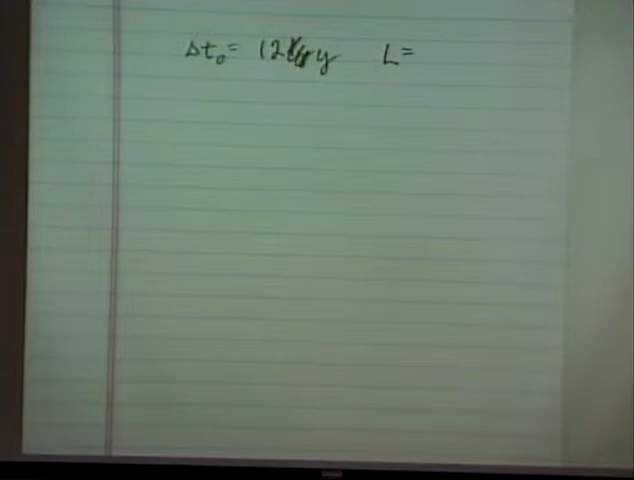 Δt₀ = 12 y L =